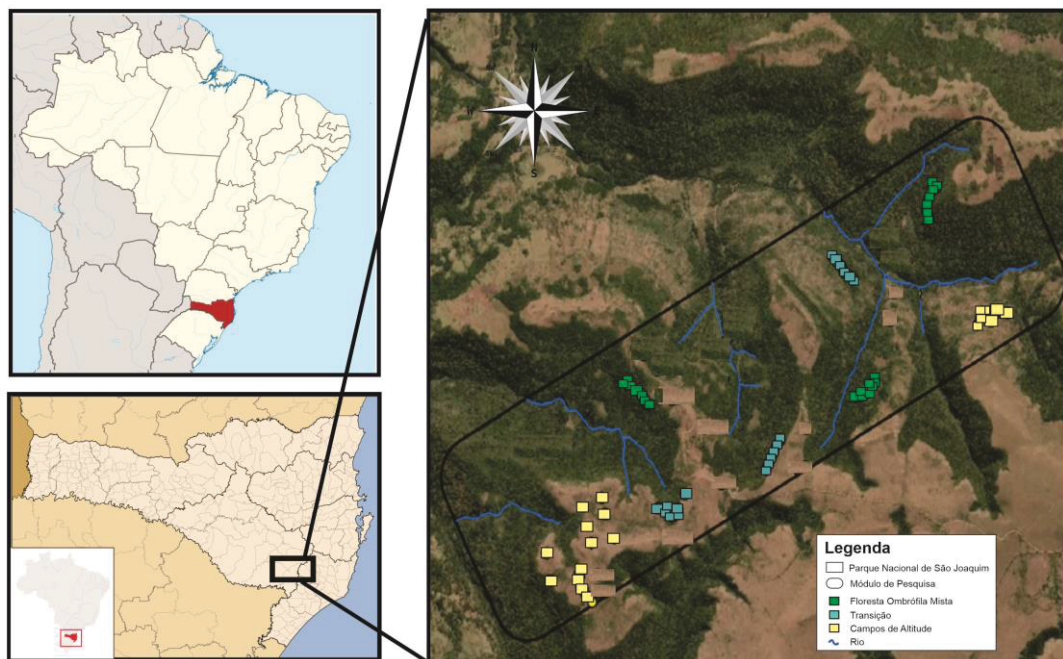 N
S
Legenda
Parque Nacional de São Joaquim
Módulo de Pesquisa
Floresta Ombrófila Mista
Transição
Campos de Altitude
Rio